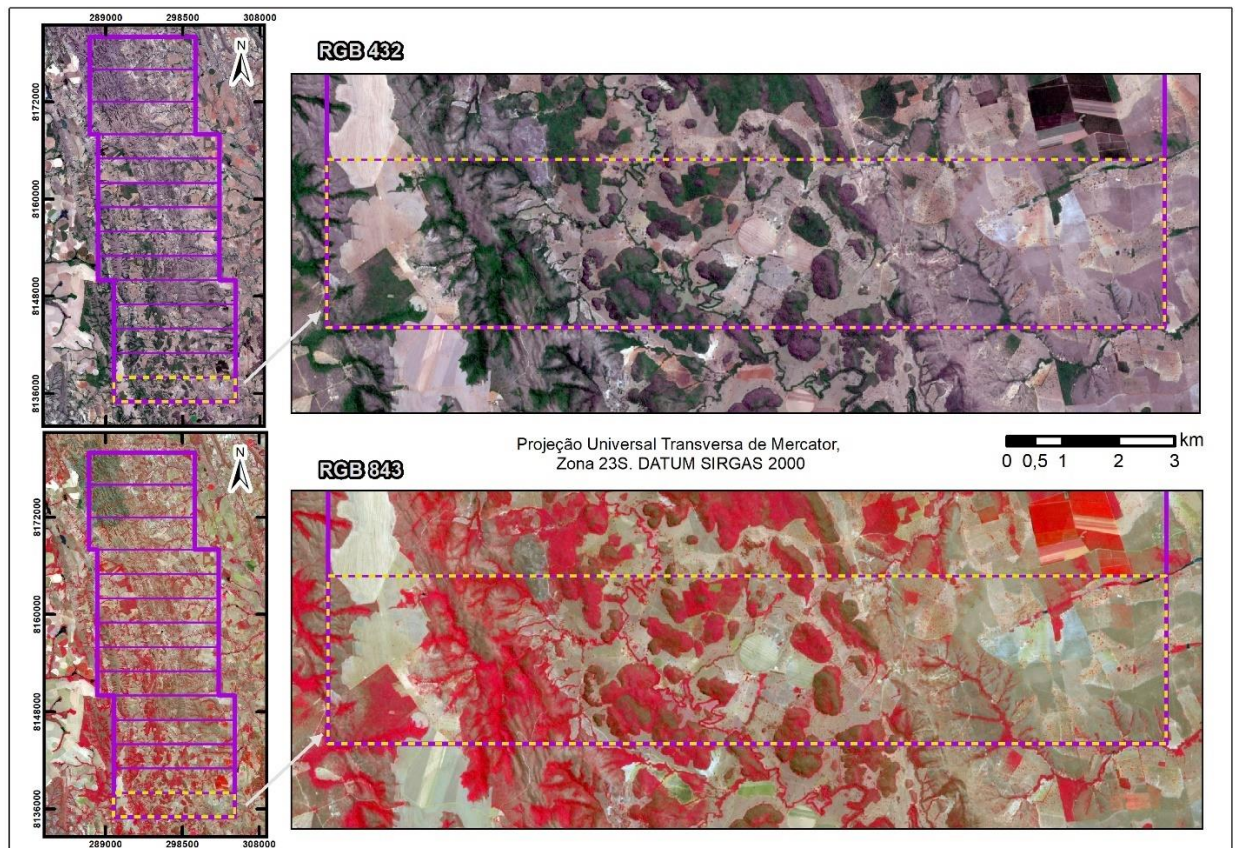 289000 298500 308000
N
8172000
8160000
8148000
8136000
RGB 432
Projeção Universal Transversa de Mercator,
Zona 23S. DATUM SIRGAS 2000
km
0 0,5 1 2 3
N
8172000
8160000
8148000
8136000
289000 298500 308000
RGB 843